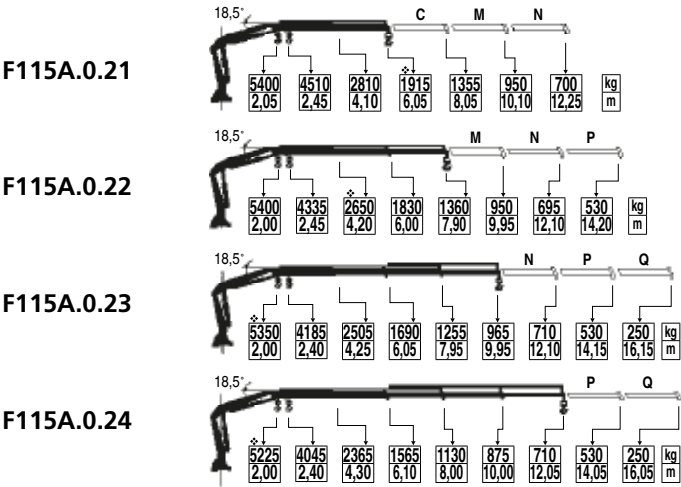 18,5° C M N
F115A.0.21
5400 4510 2810 1915 1355 950 700 kg
2,05 2,45 4,10 6,05 8,05 10,10 12,25 m
18,5° M N P
F115A.0.22
5400 4335 2650 1830 1360 950 695 530 kg
2,00 2,45 4,20 6,00 7,90 9,95 12,10 14,20 m
18,5° N P Q
F115A.0.23
5350 4185 2505 1690 1255 965 710 530 250 kg
2,00 2,40 4,25 6,05 7,95 9,95 12,10 14,15 16,15 m
18,5° P Q
F115A.0.24
5225 4045 2365 1565 1130 875 710 530 250 kg
2,00 2,40 4,30 6,10 8,00 10,00 12,05 14,05 16,05 m